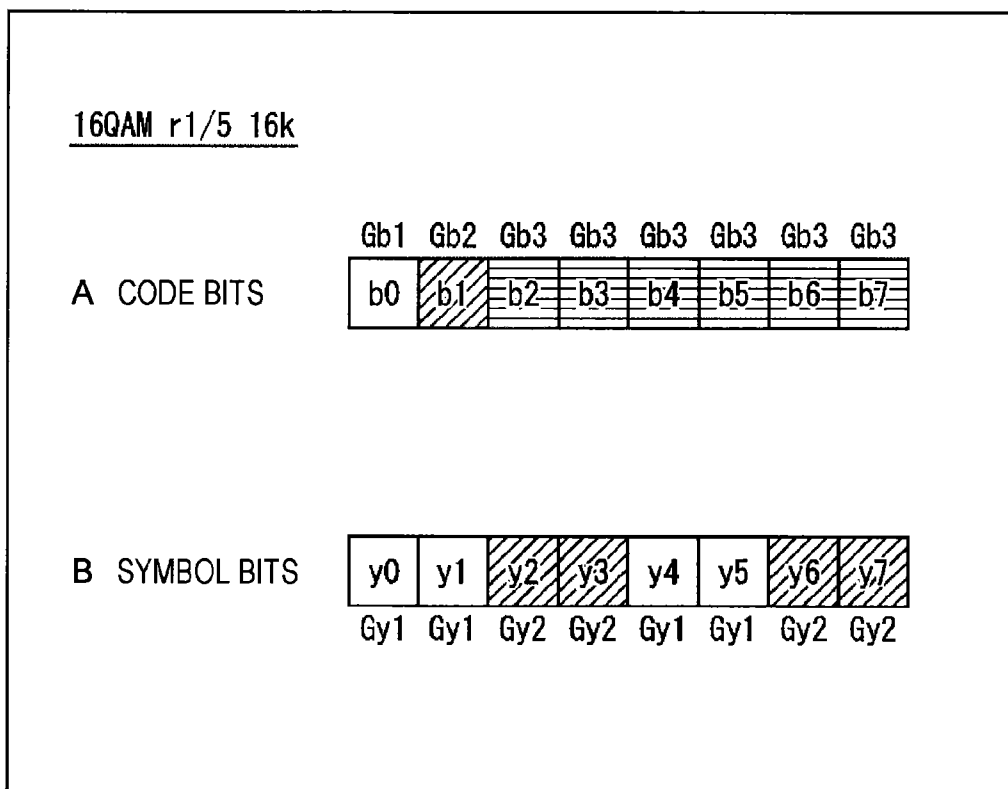 16QAM r1/5 16k
Gb1 Gb2 Gb3 Gb3 Gb3 Gb3 Gb3 Gb3
A CODE BITS b0 b1 b2 b3 b4 b5 b6 b7
B SYMBOL BITS y0 y1 y2 y3 y4 y5 y6 y7
Gy1 Gy1 Gy2 Gy2 Gy1 Gy1 Gy2 Gy2